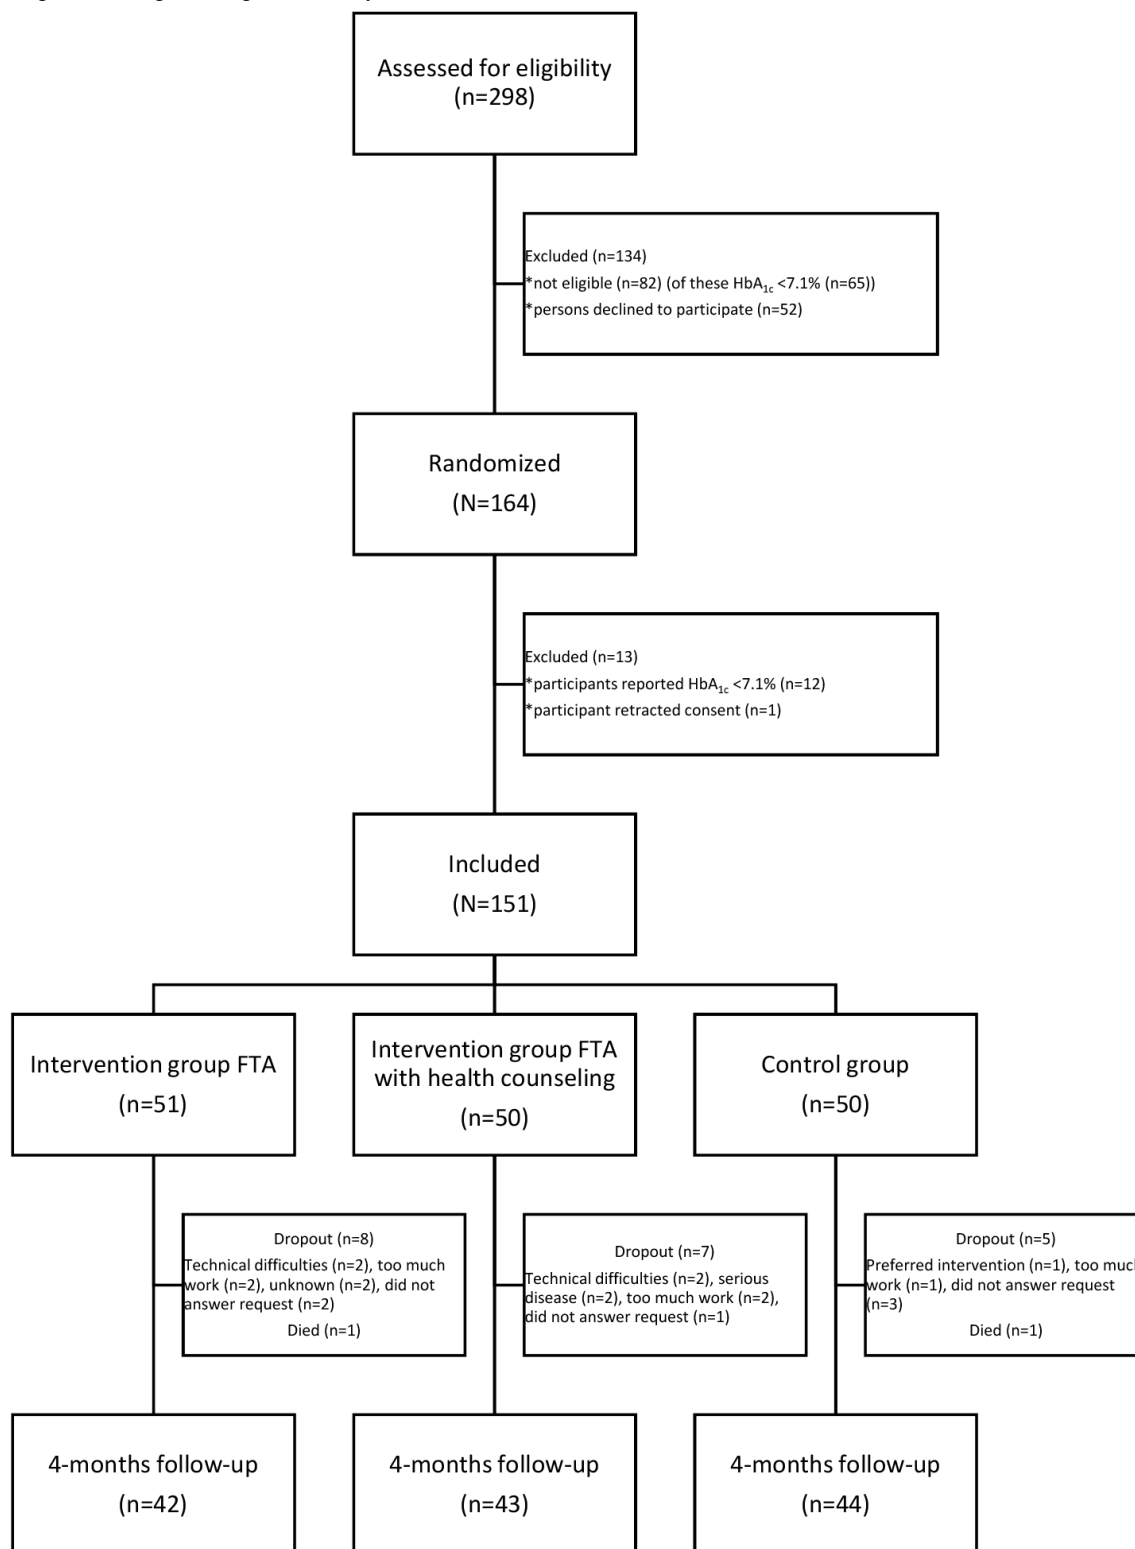 Assessed for eligibility
(n=298)
Excluded (n=134)
*not eligible (n=82) (of these HbA1c <7.1% (n=65))
*persons declined to participate (n=52)
Randomized
(N=164)
Excluded (n=13)
*participants reported HbA1c <7.1% (n=12)
*participant retracted consent (n=1)
Included
(N=151)
Intervention group FTA
(n=51)
Intervention group FTA
with health counseling
(n=50)
Control group
(n=50)
Dropout (n=8)
Technical difficulties (n=2), too much
work (n=2), unknown (n=2), did not
answer request (n=2)
Died (n=1)
Dropout (n=7)
Technical difficulties (n=2), serious
disease (n=2), too much work (n=2),
did not answer request (n=1)
Dropout (n=5)
Preferred intervention (n=1), too much
work (n=1), did not answer request
(n=3)
Died (n=1)
4-months follow-up
(n=42)
4-months follow-up
(n=43)
4-months follow-up
(n=44)